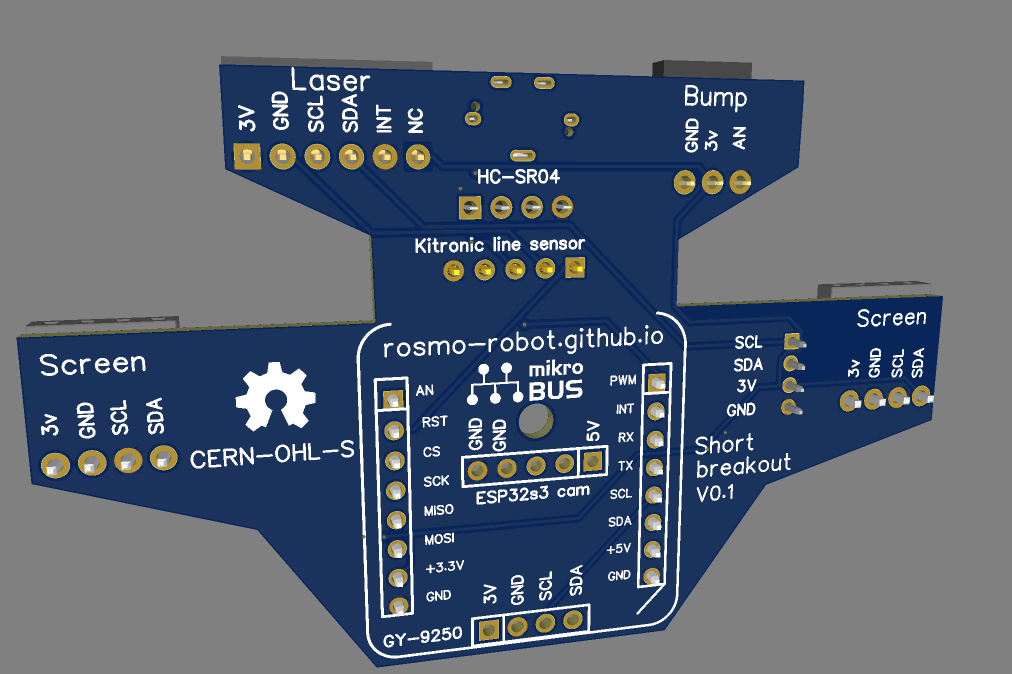 Laser
3V
GND
SCL
SDA
INT
NC
Bump
GND
3v
AN
HC-SR04
Kitronic line sensor
rosmo-robot.github.io
mikro
BUS
Screen
3v
GND
SCL
SDA
CERN-OHL-S
AN
RST
CS
SCK
MISO
MOSI
+3.3V
GND
GND
GND
5V
ESP32s3 cam
PWM
INT
RX
TX
SCL
SDA
+5V
GND
GY-9250
3V
GND
SCL
SDA
SCL
SDA
3V
GND
Screen
3v
GND
SCL
SDA
Short
breakout
V0.1